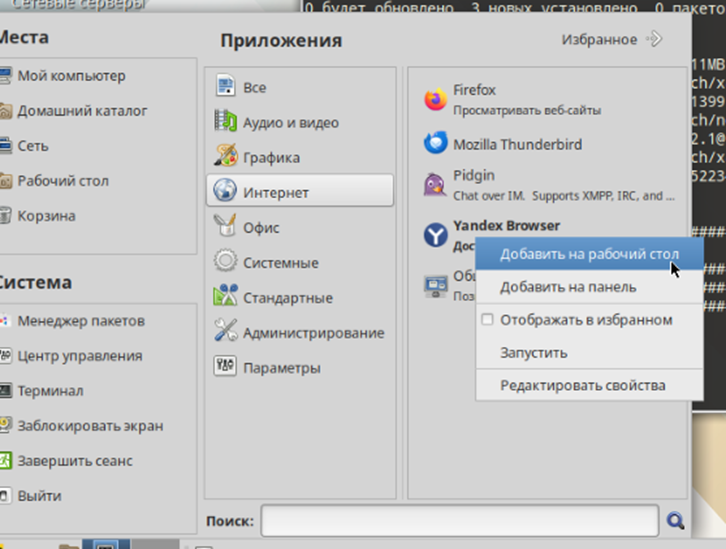 Сетевые серверы
0 будет обновлено, 3 новых установлено, 0 пакето
Места
Мой компьютер
Домашний каталог
Сеть
Рабочий стол
Корзина
Система
Менеджер пакетов
Центр управления
Терминал
Заблокировать экран
Завершить сеанс
Выйти
Приложения
Избранное
Все
Аудио и видео
Графика
Интернет
Офис
Системные
Стандартные
Администрирование
Параметры
Firefox
Просматривать веб-сайты
Mozilla Thunderbird
Pidgin
Chat over IM. Supports XMPP, IRC, and ...
Yandex Browser
Дос
Об
Поз
Добавить на рабочий стол
Добавить на панель
Отображать в избранном
Запустить
Редактировать свойства
Поиск:
11MB
ch/x
1399
ch/n
2.1@
ch/x
5223
####
###
###
###